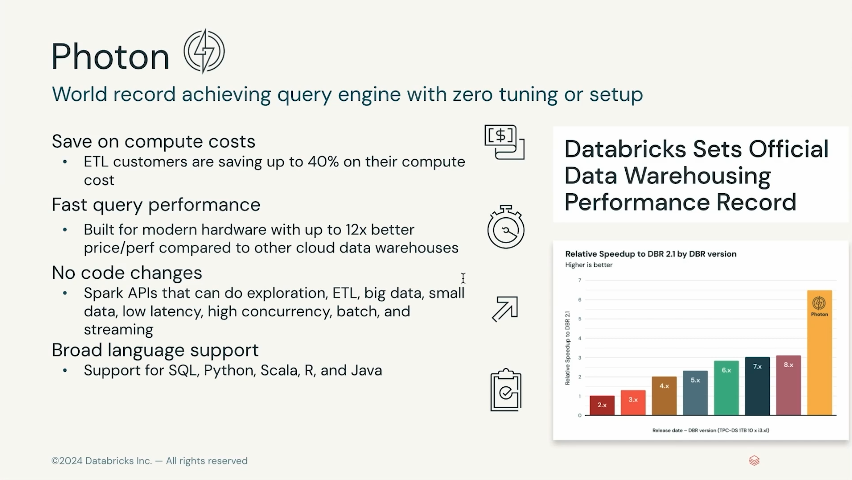 Photon
World record achieving query engine with zero tuning or setup
Save on compute costs
• ETL customers are saving up to 40% on their compute
cost
Fast query performance
• Built for modern hardware with up to 12x better
price/perf compared to other cloud data warehouses
No code changes
• Spark APIs that can do exploration, ETL, big data, small
data, low latency, high concurrency, batch, and
streaming
Broad language support
• Support for SQL, Python, Scala, R, and Java
[$]
Databricks Sets Official
Data Warehousing
Performance Record
Relative Speedup to DBR 2.1 by DBR version
Higher is better
Relative Speedup to DBR 2.1
7
6
5
4
3
2
1
0
2.x
3.x
4.x
5.x
6.x
7.x
8.x
Photon
Release date – DBR version (TPC-DS 1TB 10 x i3.xl)
©2024 Databricks Inc. — All rights reserved